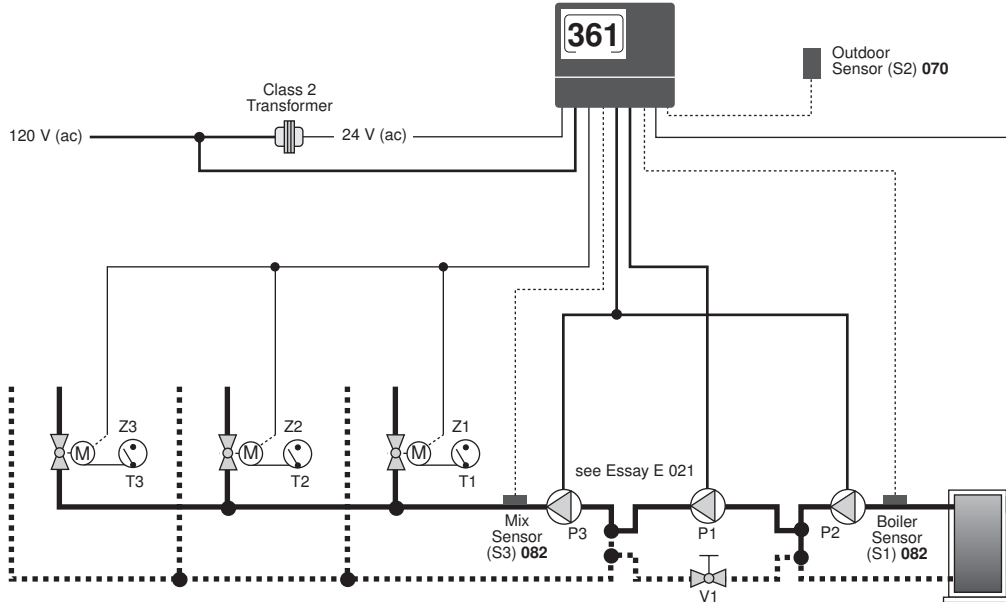 361
Outdoor
Sensor (S2) 070
Class 2
Transformer
120 V (ac)
24 V (ac)
Z3
M
T3
Z2
M
T2
Z1
M
T1
see Essay E 021
Mix
Sensor
(S3) 082
P3
P1
P2
Boiler
Sensor
(S1) 082
V1